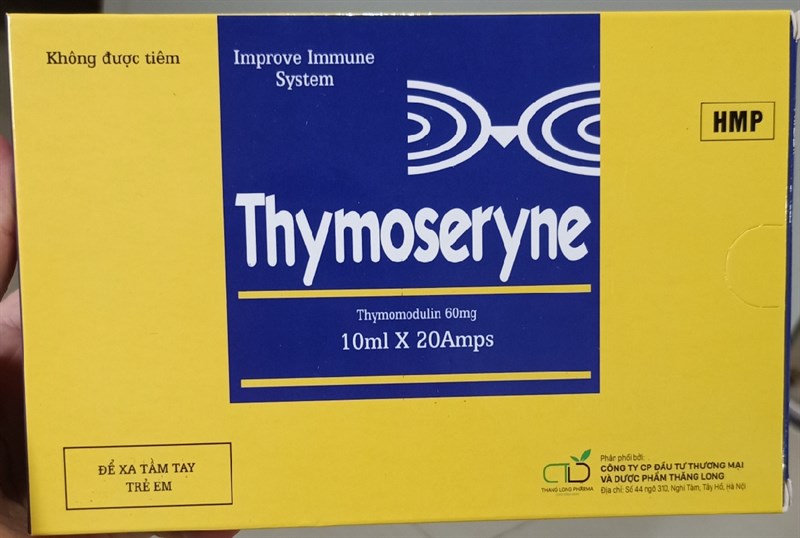 Không được tiêm
Improve Immune
System
HMP
Thymoseryne
Thymomodulin 60mg
10ml X 20Amps
ĐỂ XA TẦM TAY
TRẺ EM
THANG LONG PHARMA
Phân phối bởi:
CÔNG TY CP ĐẦU TƯ THƯƠNG MẠI
VÀ DƯỢC PHẨM THĂNG LONG
Địa chỉ: Số 44 ngõ 310, Nghi Tàm, Tây Hồ, Hà Nội